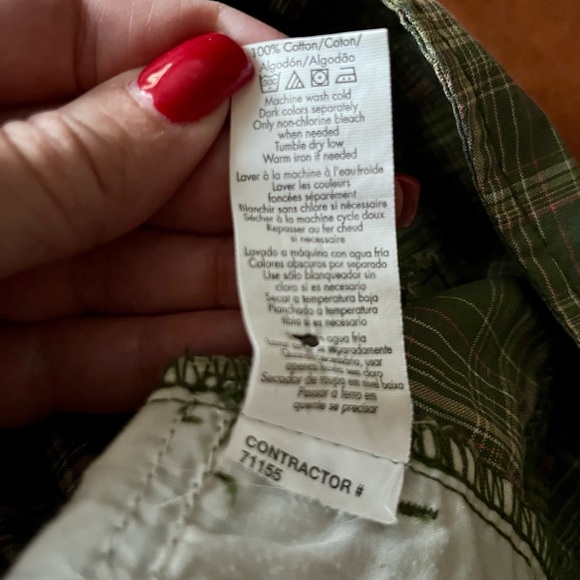 100% Cotton/Coton/
Algodón/Algodão
Machine wash cold
Dark colors separately
Only non-chlorine bleach
when needed
Tumble dry low
Warm iron if needed
Laver à la machine à l'eau froide
Laver les couleurs
foncées séparément
Blanchir sans chlore si nécessaire
Sécher à la machine cycle doux
Repasser au fer chaud
si necessaire
Lavado a máquina con agua fría
Colores obscuros por separado
Use sólo blanqueador sin
cloro si es necesario
Secar a temperatura baja
Planchado a temperatura
tibia si es necesario
agua fria
usar
Secador de roupa em nivel baixo
Passar a ferro em
quente se precisar
CONTRACTOR #
71155